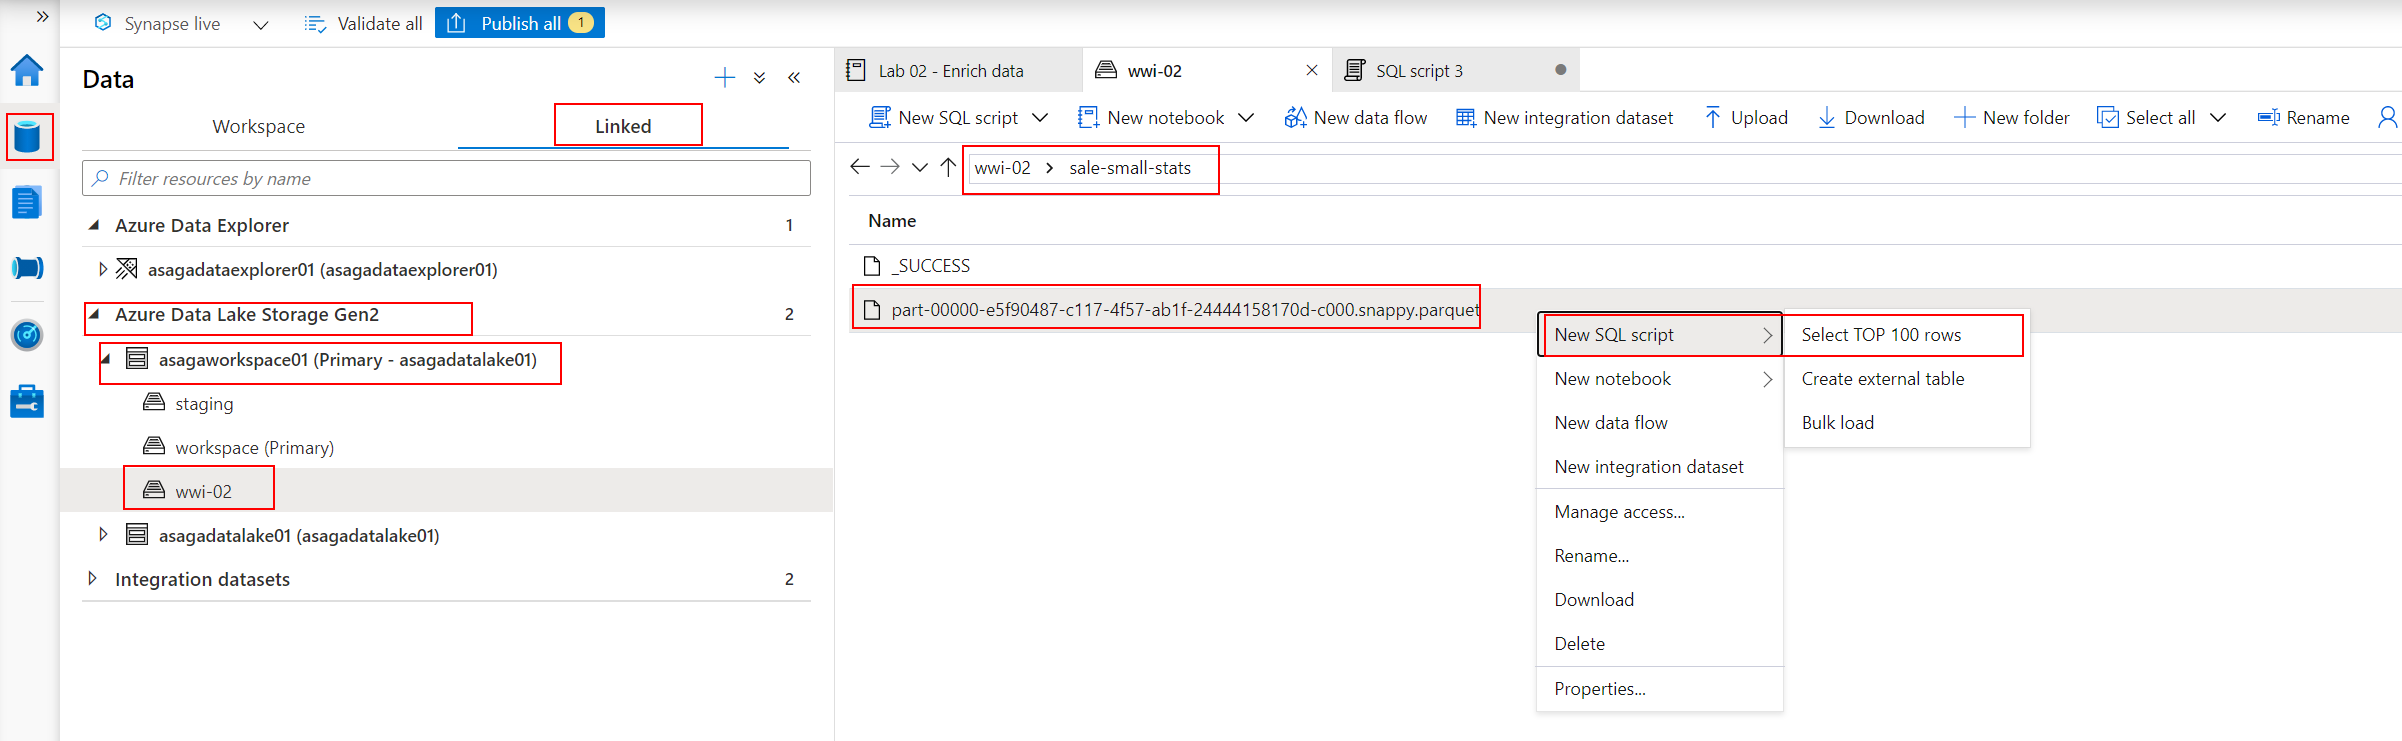 Synapse live Validate all Publish all 1
Data
Workspace Linked
Filter resources by name
Azure Data Explorer 1
asagadataexplorer01 (asagadataexplorer01)
Azure Data Lake Storage Gen2 2
asagaworkspace01 (Primary - asagadatalake01)
staging
workspace (Primary)
wwi-02
asagadatalake01 (asagadatalake01)
Integration datasets 2
Lab 02 - Enrich data wwi-02 SQL script 3
New SQL script New notebook New data flow New integration dataset Upload Download New folder Select all Rename
wwi-02 sale-small-stats
Name
_SUCCESS
part-00000-e5f90487-c117-4f57-ab1f-24444158170d-c000.snappy.parquet
New SQL script
New notebook
New data flow
New integration dataset
Manage access...
Rename...
Download
Delete
Properties...
Select TOP 100 rows
Create external table
Bulk load